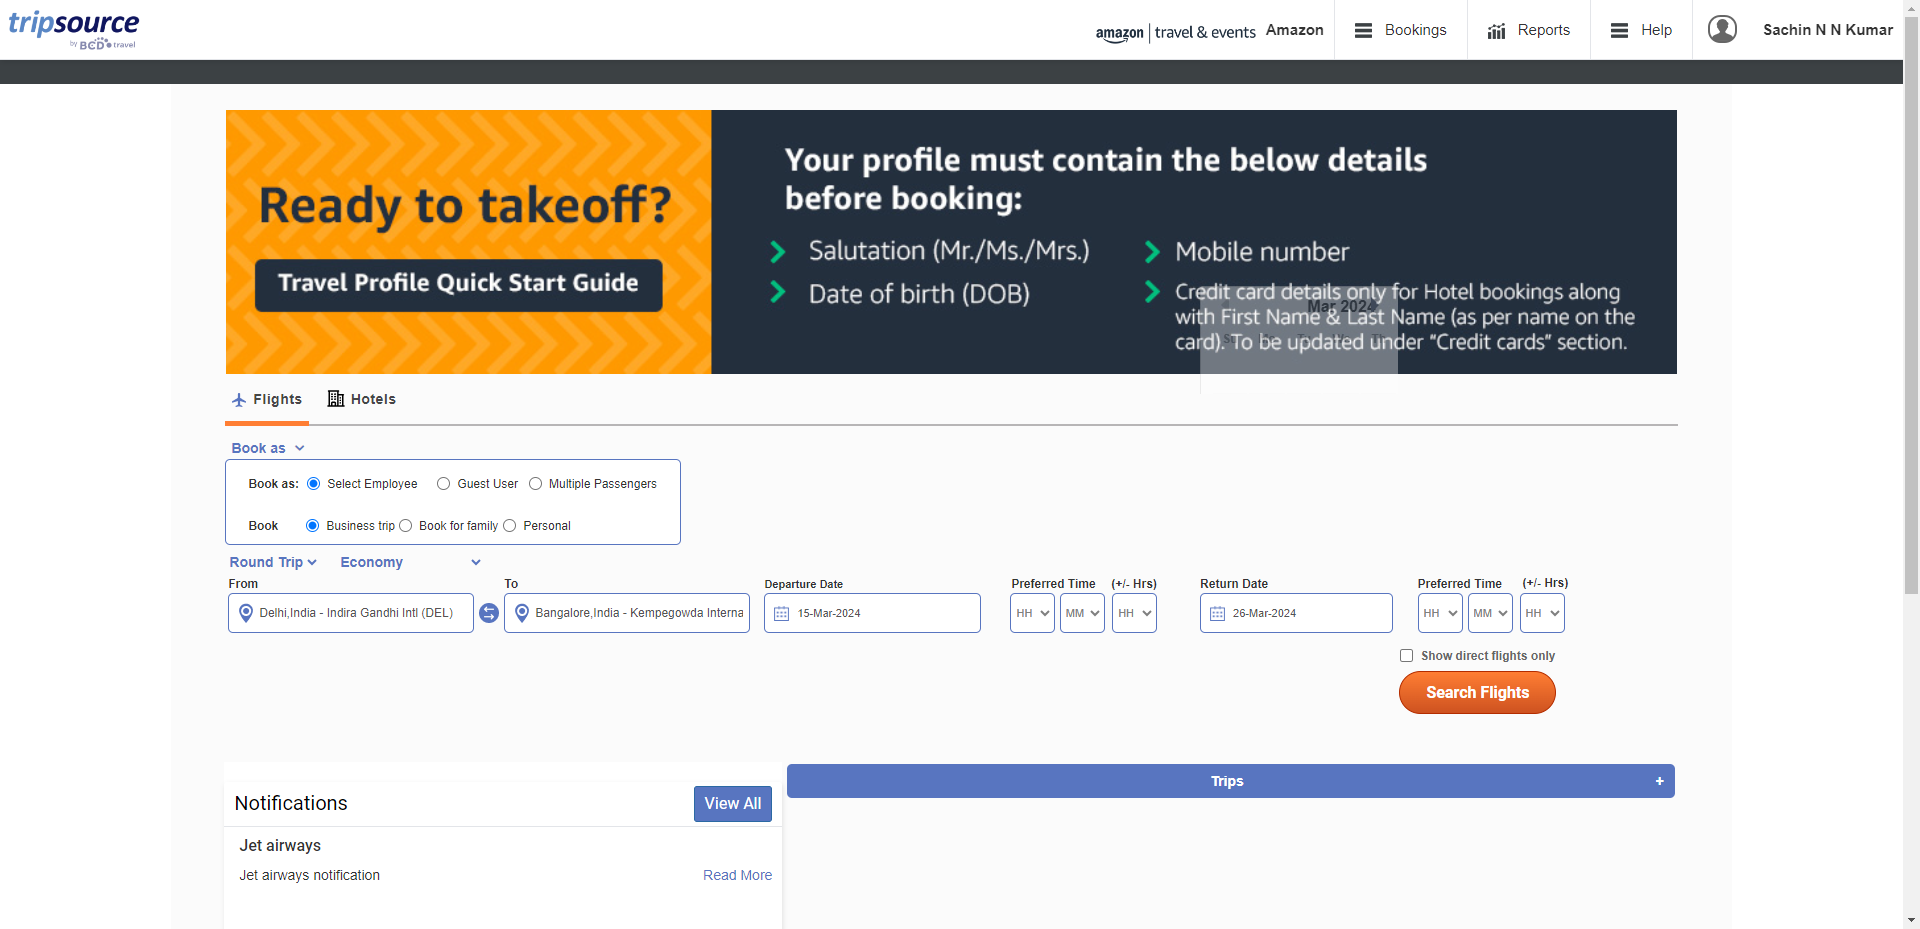 tripsource
by BCD travel
amazon | travel & events Amazon
Bookings
Reports
Help
Sachin N N Kumar
Ready to takeoff?
Travel Profile Quick Start Guide
Your profile must contain the below details
before booking:
Salutation (Mr./Ms./Mrs.)
Date of birth (DOB)
Mobile number
Credit card details only for Hotel bookings along
with First Name & Last Name (as per name on the
card). To be updated under “Credit cards” section.
Mar 2024
Flights
Hotels
Book as
Book as: Select Employee Guest User Multiple Passengers
Book Business trip Book for family Personal
Round Trip Economy
From To Departure Date Preferred Time (+/- Hrs) Return Date Preferred Time (+/- Hrs)
Delhi,India - Indira Gandhi Intl (DEL) Bangalore,India - Kempegowda Interna 15-Mar-2024 HH MM HH 26-Mar-2024 HH MM HH
Show direct flights only
Search Flights
Trips +
Notifications View All
Jet airways
Jet airways notification Read More